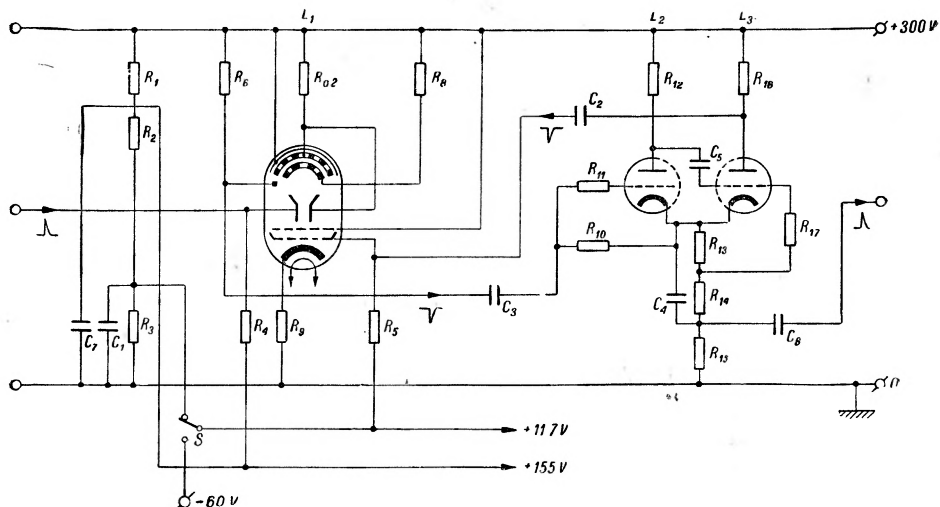 L₁ L₂ L₃
+300 V
R₁ R₆ Rₐ₂ R₈ R₁₂ R₁₈
C₂
R₂
C₅
R₁₁
R₁₀ R₁₃ R₁₇
C₃
C₇ C₁ R₃ R₄ R₉ R₅ C₄ R₁₄ C₆
R₁₅
0
S
+117 V
+155 V
-60 V